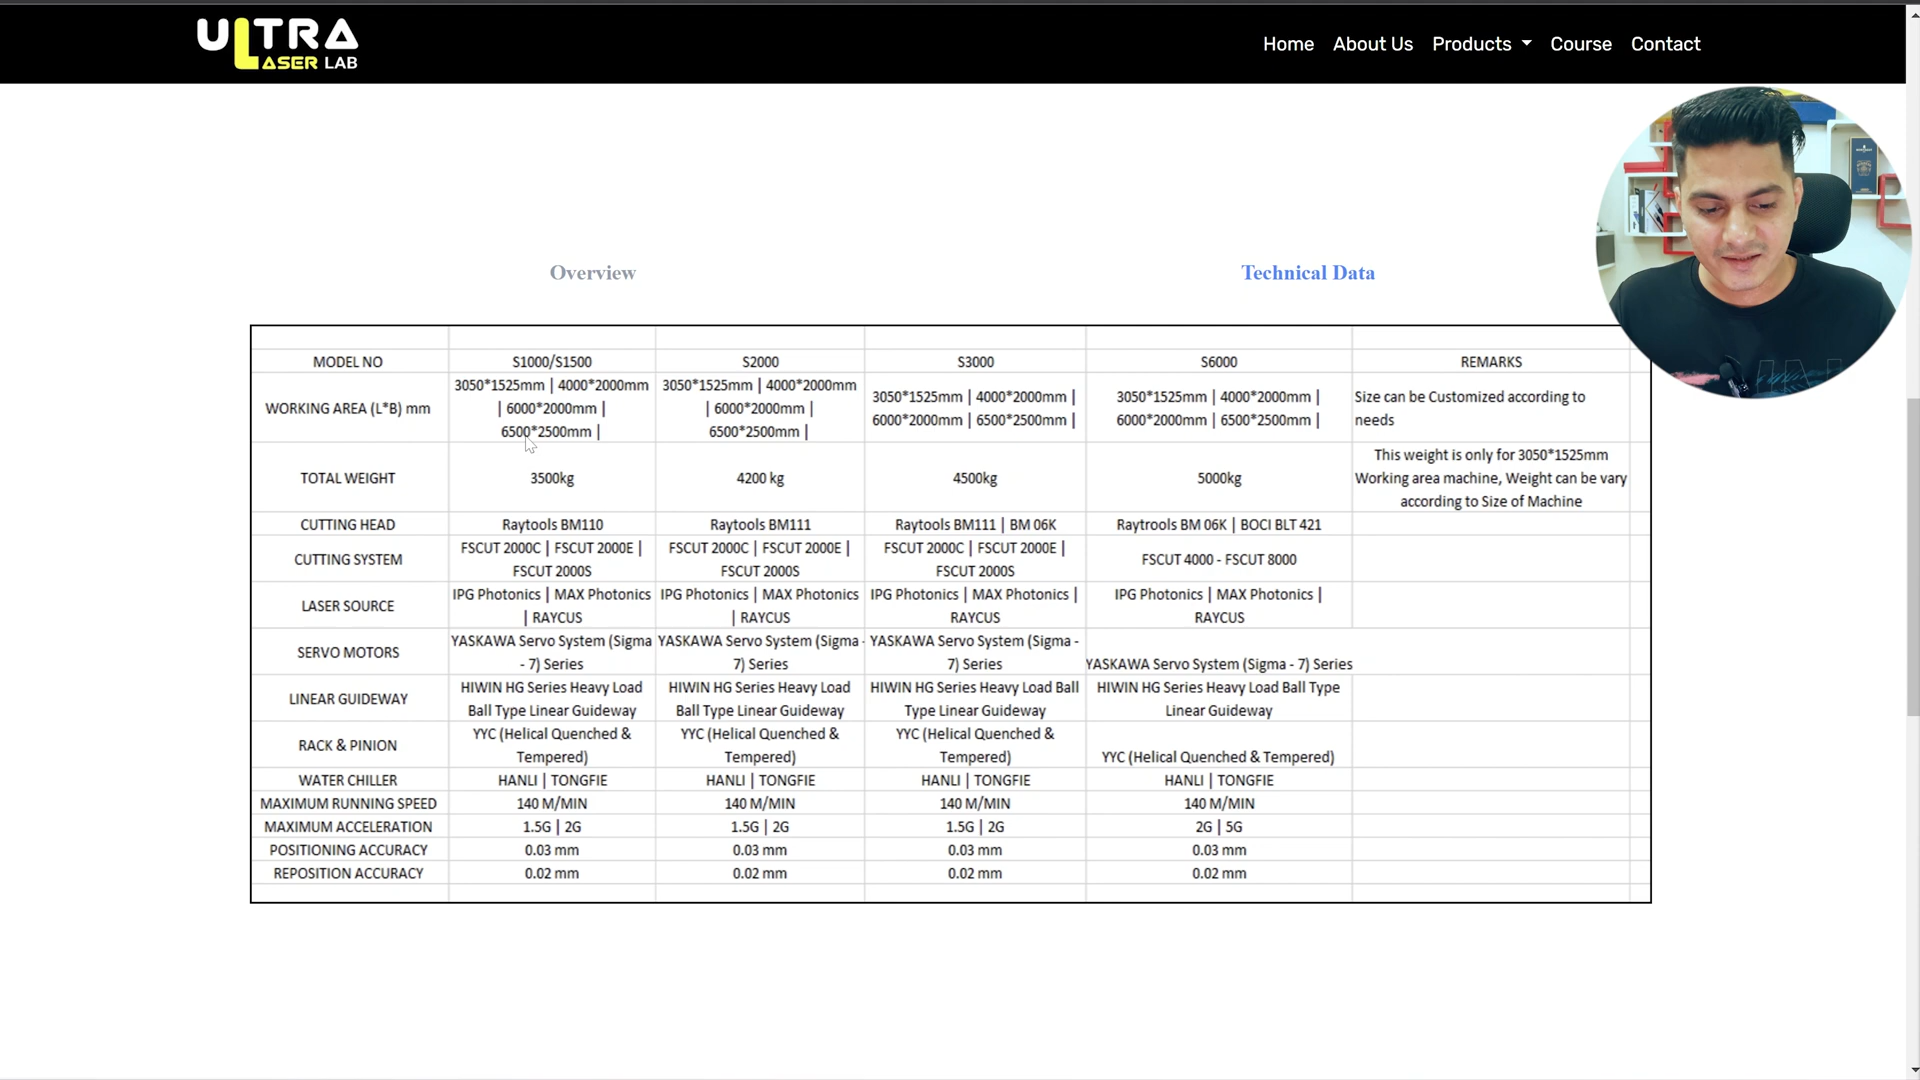 ULTRA
LASER LAB
Home About Us Products Course Contact
Overview Technical Data
MODEL NO S1000/S1500 S2000 S3000 S6000 REMARKS
WORKING AREA (L*B) mm
3050*1525mm | 4000*2000mm
| 6000*2000mm |
6500*2500mm |
3050*1525mm | 4000*2000mm
| 6000*2000mm |
6500*2500mm |
3050*1525mm | 4000*2000mm |
6000*2000mm | 6500*2500mm |
3050*1525mm | 4000*2000mm |
6000*2000mm | 6500*2500mm |
Size can be Customized according to
needs
TOTAL WEIGHT 3500kg 4200 kg 4500kg 5000kg
This weight is only for 3050*1525mm
Working area machine, Weight can be vary
according to Size of Machine
CUTTING HEAD Raytools BM110 Raytools BM111 Raytools BM111 | BM 06K Raytrools BM 06K | BOCI BLT 421
CUTTING SYSTEM
FSCUT 2000C | FSCUT 2000E |
FSCUT 2000S
FSCUT 2000C | FSCUT 2000E |
FSCUT 2000S
FSCUT 2000C | FSCUT 2000E |
FSCUT 2000S
FSCUT 4000 - FSCUT 8000
LASER SOURCE
IPG Photonics | MAX Photonics
| RAYCUS
IPG Photonics | MAX Photonics
| RAYCUS
IPG Photonics | MAX Photonics |
RAYCUS
IPG Photonics | MAX Photonics |
RAYCUS
SERVO MOTORS
YASKAWA Servo System (Sigma
- 7) Series
YASKAWA Servo System (Sigma -
7) Series
YASKAWA Servo System (Sigma -
7) Series
YASKAWA Servo System (Sigma - 7) Series
LINEAR GUIDEWAY
HIWIN HG Series Heavy Load
Ball Type Linear Guideway
HIWIN HG Series Heavy Load
Ball Type Linear Guideway
HIWIN HG Series Heavy Load Ball
Type Linear Guideway
HIWIN HG Series Heavy Load Ball Type
Linear Guideway
RACK & PINION
YYC (Helical Quenched &
Tempered)
YYC (Helical Quenched &
Tempered)
YYC (Helical Quenched &
Tempered)
YYC (Helical Quenched & Tempered)
WATER CHILLER HANLI | TONGFIE HANLI | TONGFIE HANLI | TONGFIE HANLI | TONGFIE
MAXIMUM RUNNING SPEED 140 M/MIN 140 M/MIN 140 M/MIN 140 M/MIN
MAXIMUM ACCELERATION 1.5G | 2G 1.5G | 2G 1.5G | 2G 2G | 5G
POSITIONING ACCURACY 0.03 mm 0.03 mm 0.03 mm 0.03 mm
REPOSITION ACCURACY 0.02 mm 0.02 mm 0.02 mm 0.02 mm